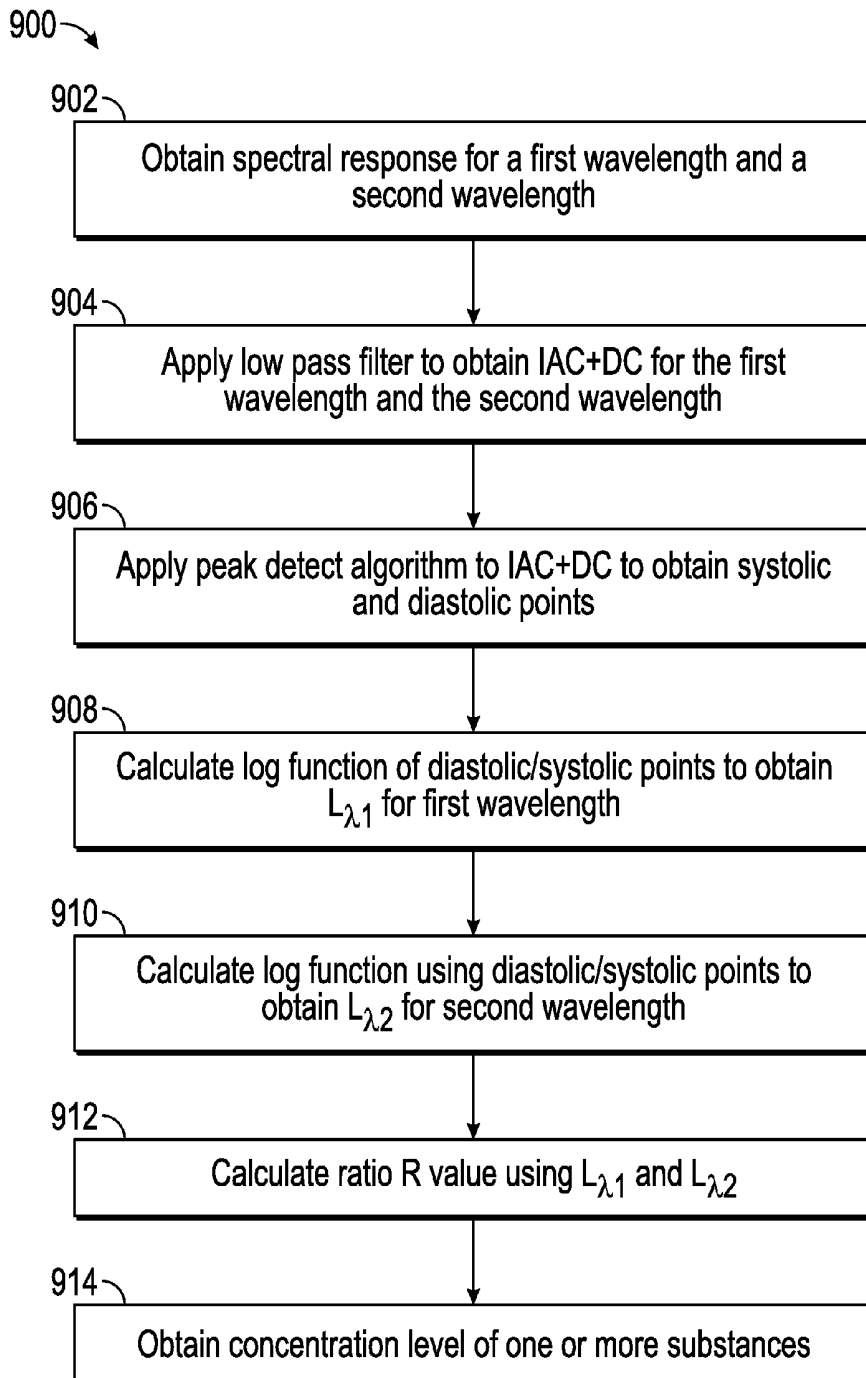 900
902
Obtain spectral response for a first wavelength and a
second wavelength
904
Apply low pass filter to obtain IAC+DC for the first
wavelength and the second wavelength
906
Apply peak detect algorithm to IAC+DC to obtain systolic
and diastolic points
908
Calculate log function of diastolic/systolic points to obtain
Lλ1 for first wavelength
910
Calculate log function using diastolic/systolic points to
obtain Lλ2 for second wavelength
912
Calculate ratio R value using Lλ1 and Lλ2
914
Obtain concentration level of one or more substances